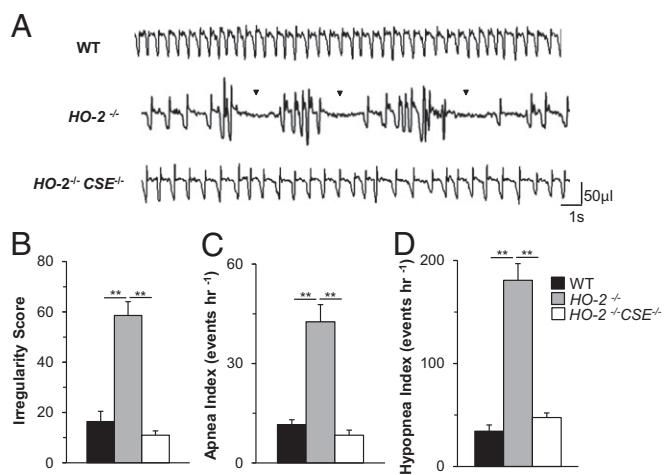 A
WT
HO-2 -/-
HO-2-/- CSE-/-
50µl
1s
B
Irregularity Score
80
60
40
20
0
**
**
C
Apnea Index (events hr -1)
60
30
0
**
**
D
Hypopnea Index (events hr -1)
200
100
0
**
**
WT
HO-2 -/-
HO-2 -/-CSE-/-